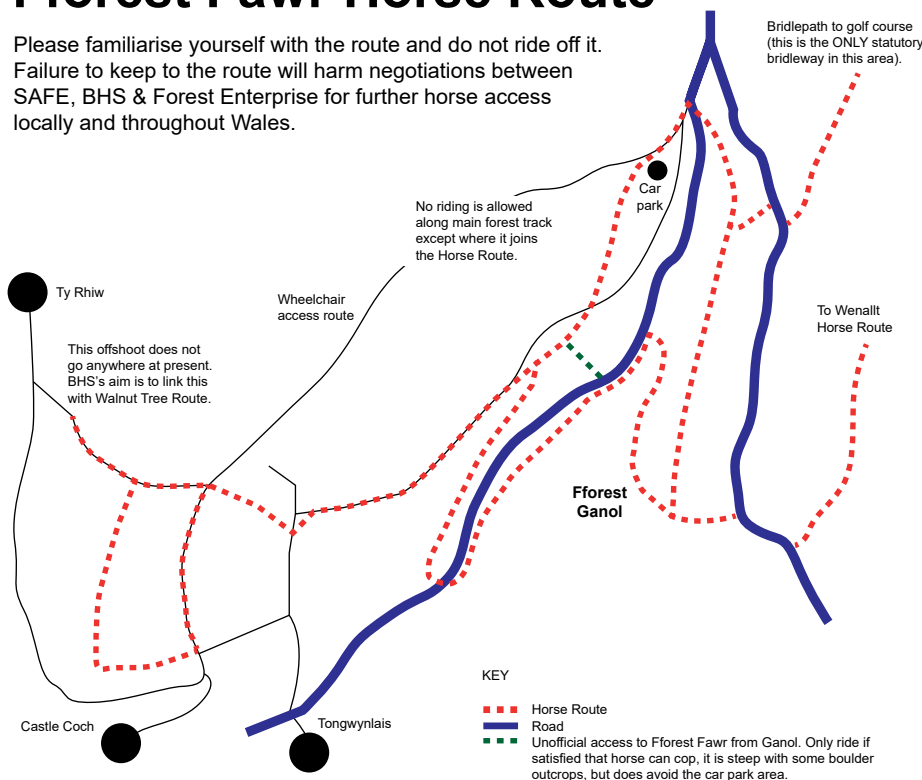 Fforest Fawr Horse Route
Please familiarise yourself with the route and do not ride off it.
Failure to keep to the route will harm negotiations between
SAFE, BHS & Forest Enterprise for further horse access
locally and throughout Wales.
Bridlepath to golf course
(this is the ONLY statutory
bridleway in this area).
Car
park
No riding is allowed
along main forest track
except where it joins
the Horse Route.
Ty Rhiw
Wheelchair
access route
To Wenallt
Horse Route
This offshoot does not
go anywhere at present.
BHS's aim is to link this
with Walnut Tree Route.
Fforest
Ganol
KEY
Horse Route
Road
Unofficial access to Fforest Fawr from Ganol. Only ride if
satisfied that horse can cop, it is steep with some boulder
outcrops, but does avoid the car park area.
Castle Coch
Tongwynlais